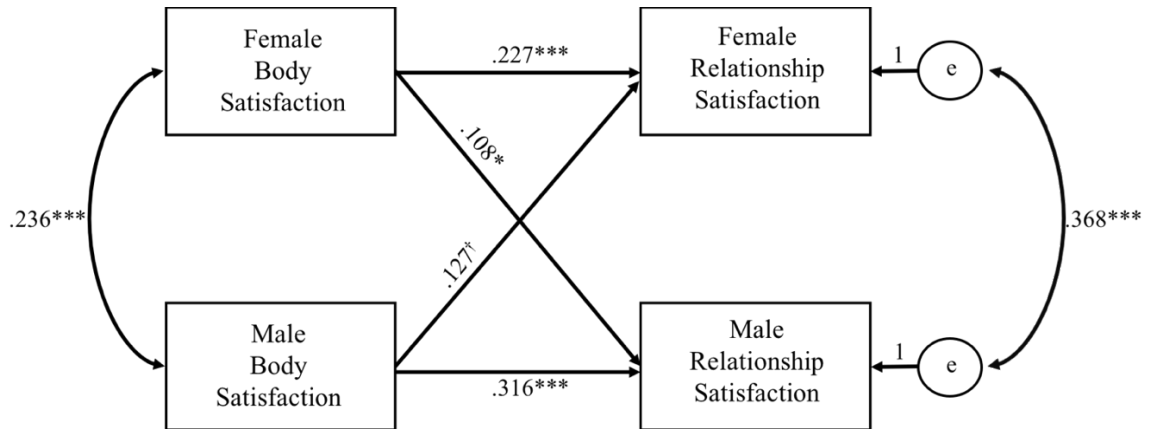 Female
Body
Satisfaction
.227***
Female
Relationship
Satisfaction
1
e
.108*
.236***
.368***
.127†
Male
Body
Satisfaction
.316***
Male
Relationship
Satisfaction
1
e